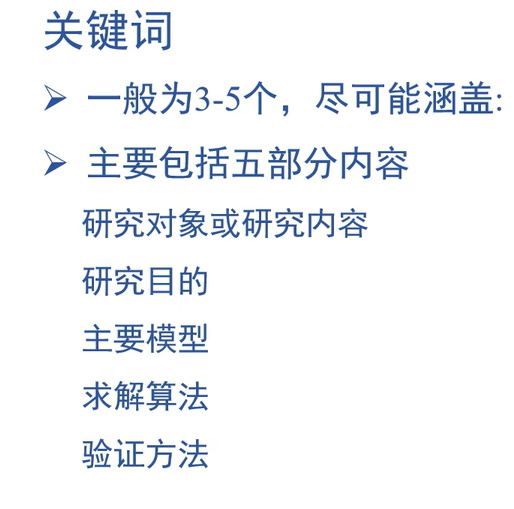 关键词
➢ 一般为3-5个，尽可能涵盖:
➢ 主要包括五部分内容
研究对象或研究内容
研究目的
主要模型
求解算法
验证方法